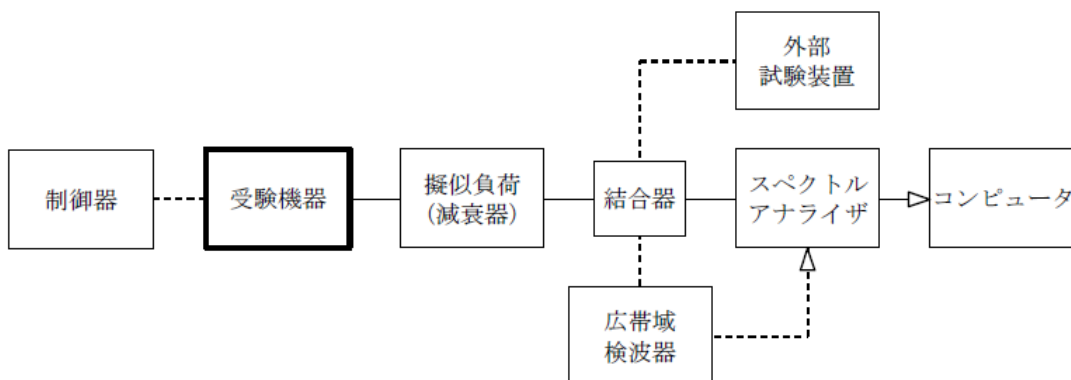 外部
試験装置
制御器
受験機器
擬似負荷
(減衰器)
結合器
スペクトル
アナライザ
コンピュータ
広帯域
検波器